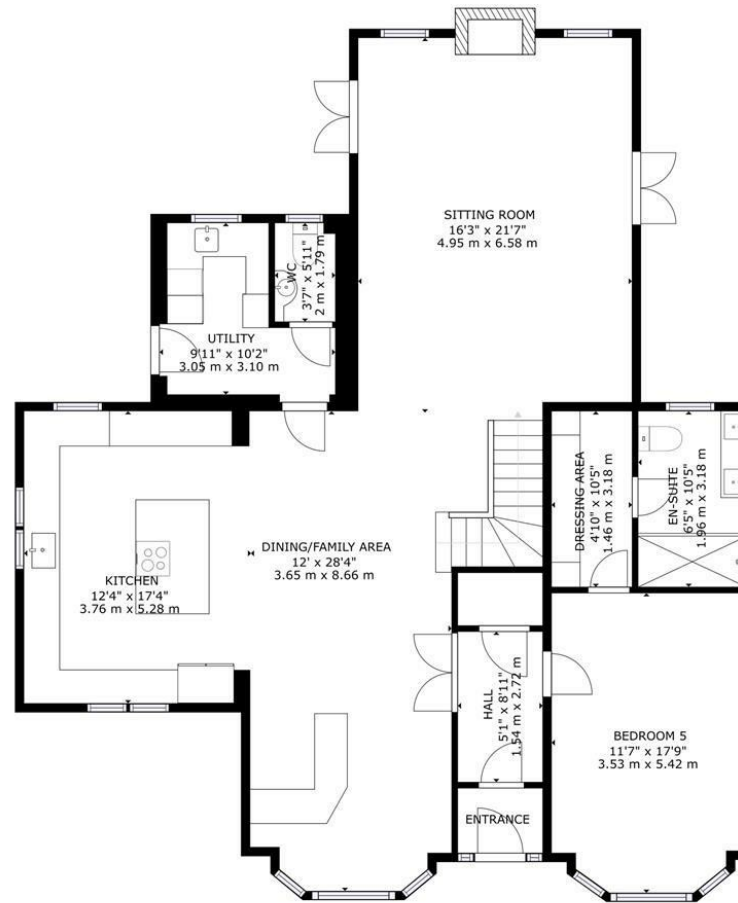 SITTING ROOM
16'3" x 21'7"
4.95 m x 6.58 m
WC
3'7" x 5'11"
2 m x 1.79 m
UTILITY
9'11" x 10'2"
3.05 m x 3.10 m
DRESSING AREA
4'10" x 10'5"
1.46 m x 3.18 m
EN-SUITE
6'5" x 10'5"
1.96 m x 3.18 m
DINING/FAMILY AREA
12' x 28'4"
3.65 m x 8.66 m
KITCHEN
12'4" x 17'4"
3.76 m x 5.28 m
HALL
5'1" x 8'11"
1.54 m x 2.72 m
BEDROOM 5
11'7" x 17'9"
3.53 m x 5.42 m
ENTRANCE